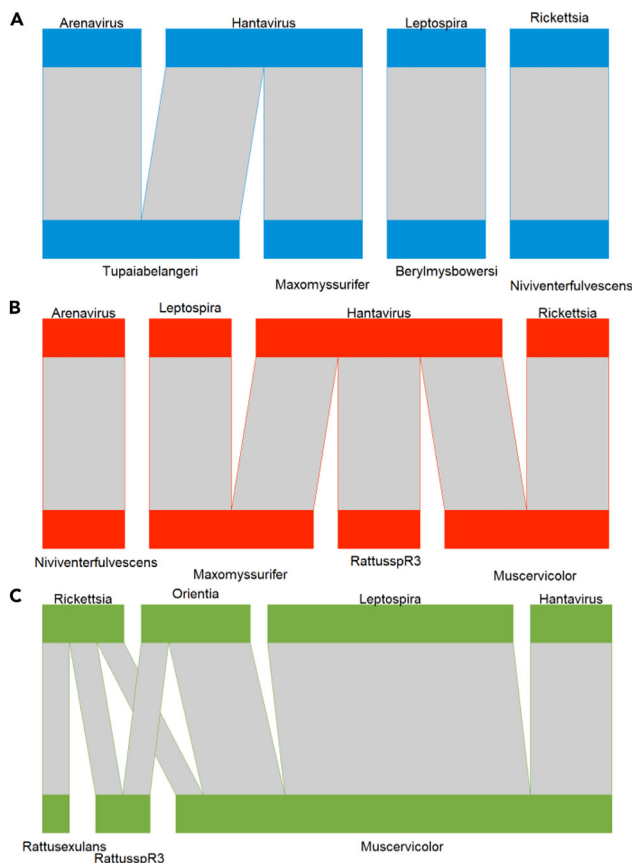 A
Arenavirus Hantavirus Leptospira Rickettsia
Tupaiabelangeri Maxomyssurifer Berylmysbowersi Niviventerfulvescens
B
Arenavirus Leptospira Hantavirus Rickettsia
Niviventerfulvescens Maxomyssurifer RattusspR3 Muscervicolor
C
Rickettsia Orientia Leptospira Hantavirus
Rattusexulans RattusspR3 Muscervicolor